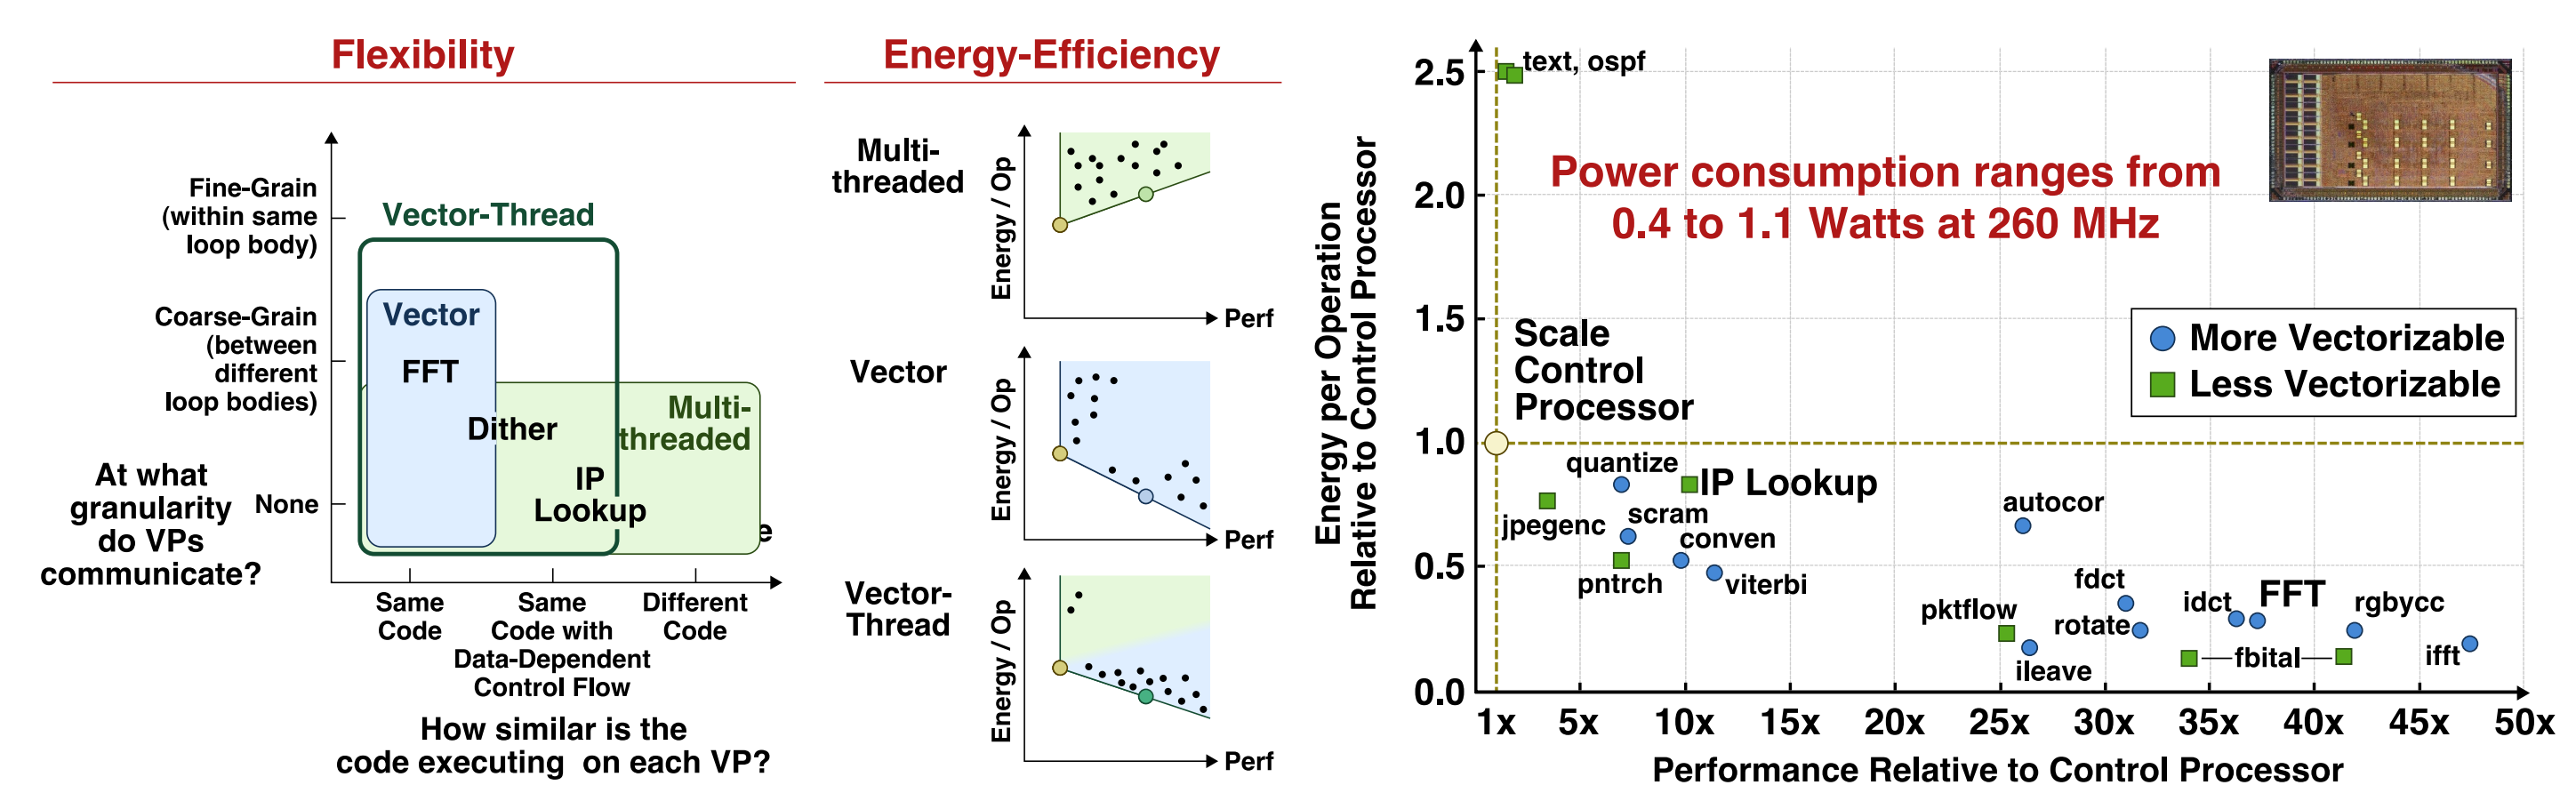 Flexibility
Fine-Grain
(within same
loop body)
Coarse-Grain
(between
different
loop bodies)
None
At what
granularity
do VPs
communicate?
Vector-Thread
Vector
FFT
Dither
Multi-
threaded
IP
Lookup
e
Same
Code
Same
Code with
Data-Dependent
Control Flow
Different
Code
How similar is the
code executing on each VP?
Energy-Efficiency
Multi-
threaded
Energy / Op
Perf
Vector
Energy / Op
Perf
Vector-
Thread
Energy / Op
Perf
Energy per Operation
Relative to Control Processor
2.5
2.0
1.5
1.0
0.5
0.0
text, ospf
Power consumption ranges from
0.4 to 1.1 Watts at 260 MHz
Scale
Control
Processor
More Vectorizable
Less Vectorizable
quantize
IP Lookup
jpegenc
scram
conven
pntrch
viterbi
autocor
pktflow
ileave
fdct
rotate
idct
FFT
rgbycc
fbital
ifft
1x
5x
10x
15x
20x
25x
30x
35x
40x
45x
50x
Performance Relative to Control Processor